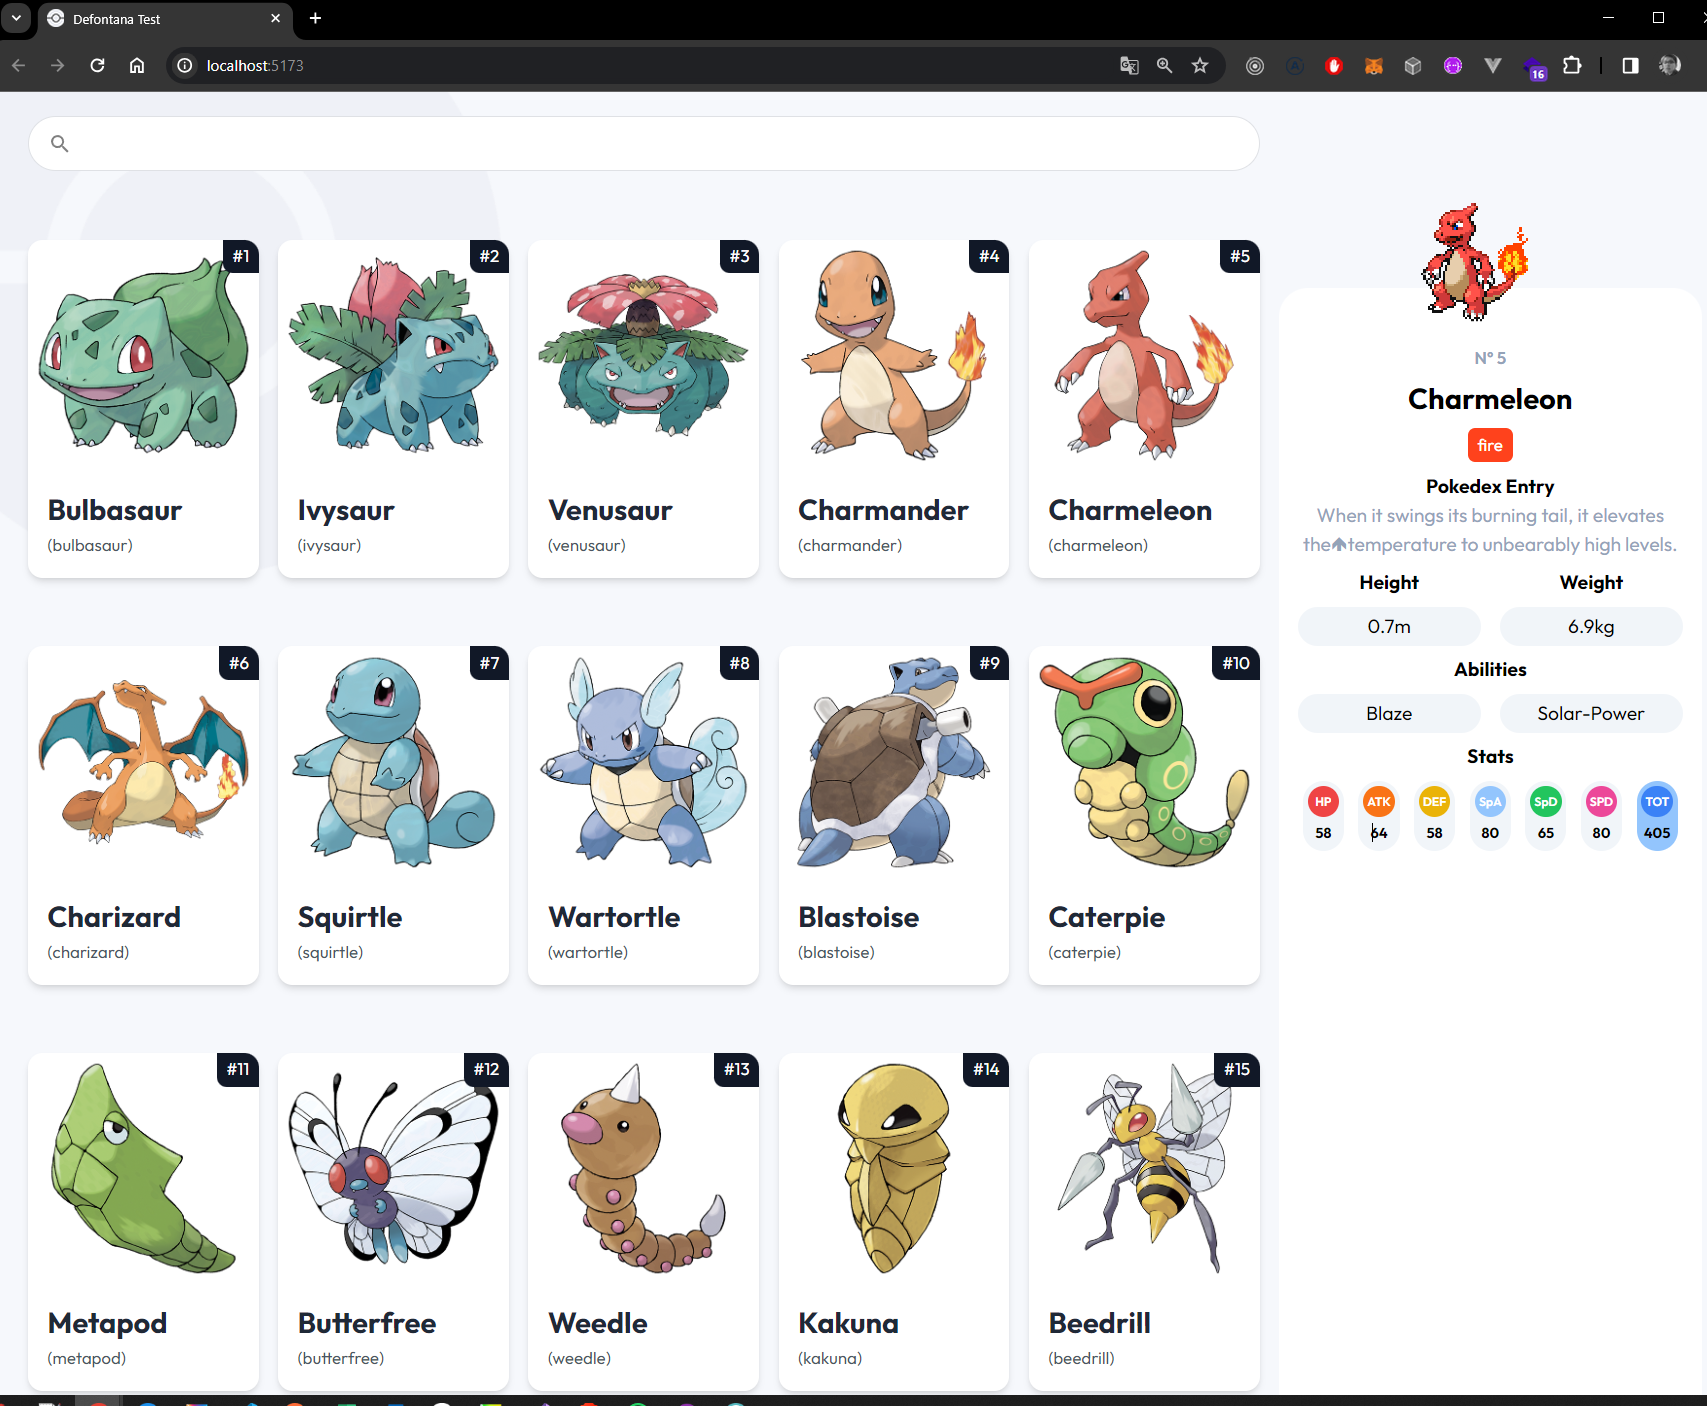 Defontana Test
localhost:5173
16
#1
Bulbasaur
(bulbasaur)
#2
Ivysaur
(ivysaur)
#3
Venusaur
(venusaur)
#4
Charmander
(charmander)
#5
Charmeleon
(charmeleon)
#6
Charizard
(charizard)
#7
Squirtle
(squirtle)
#8
Wartortle
(wartortle)
#9
Blastoise
(blastoise)
#10
Caterpie
(caterpie)
#11
Metapod
(metapod)
#12
Butterfree
(butterfree)
#13
Weedle
(weedle)
#14
Kakuna
(kakuna)
#15
Beedrill
(beedrill)
N° 5
Charmeleon
fire
Pokedex Entry
When it swings its burning tail, it elevates
the🡅temperature to unbearably high levels.
Height Weight
0.7m 6.9kg
Abilities
Blaze Solar-Power
Stats
HP ATK DEF SpA SpD SPD TOT
58 64 58 80 65 80 405